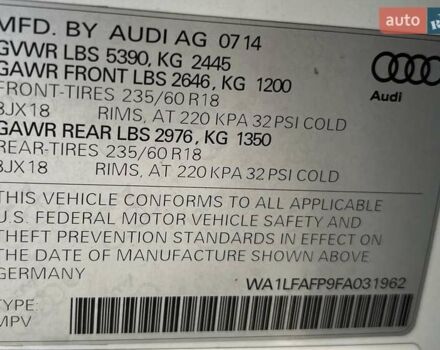 MFD. BY AUDI AG 07 14
GVWR LBS 5390, KG 2445
GAWR FRONT LBS 2646, KG 1200
FRONT-TIRES 235/60 R18
8JX18 RIMS, AT 220 KPA 32 PSI COLD
GAWR REAR LBS 2976, KG 1350
REAR-TIRES 235/60 R18
8JX18 RIMS, AT 220 KPA 32 PSI COLD
Audi
THIS VEHICLE CONFORMS TO ALL APPLICABLE
U.S. FEDERAL MOTOR VEHICLE SAFETY AND
THEFT PREVENTION STANDARDS IN EFFECT ON
THE DATE OF MANUFACTURE SHOWN ABOVE.
GERMANY WA1LFAFP9FA031962
TYPE:
MPV
auto